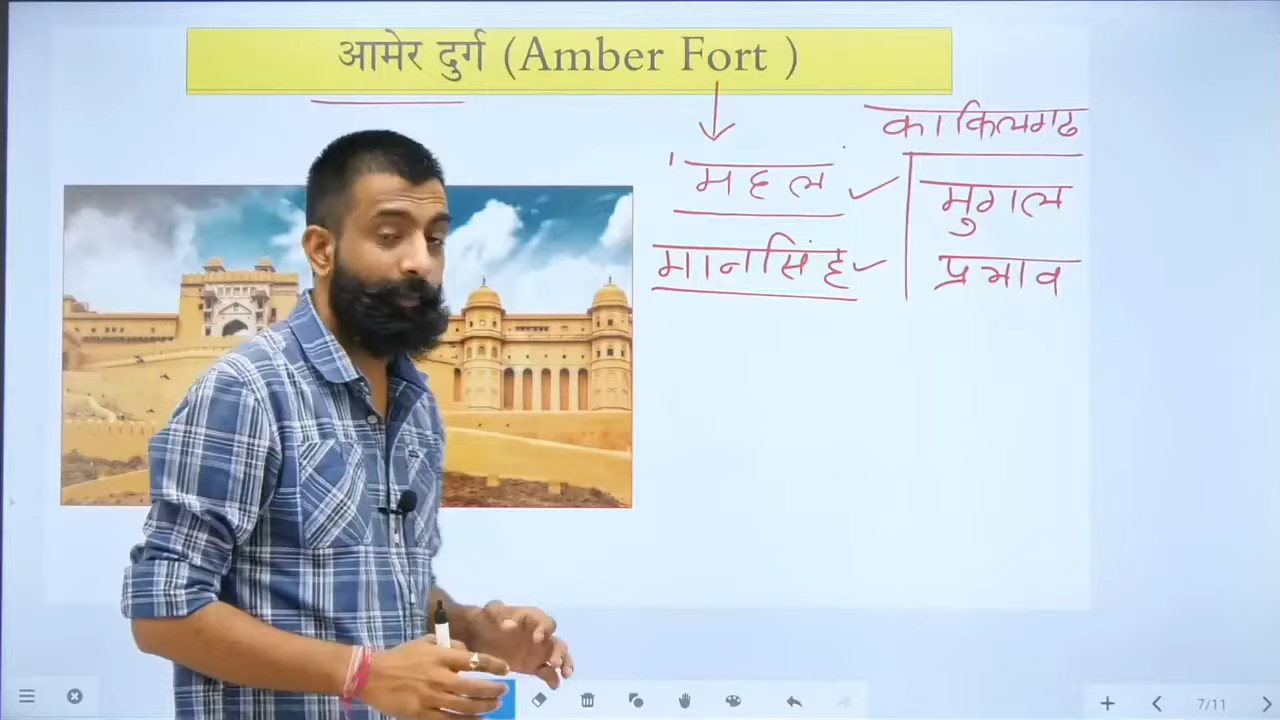 आमेर दुर्ग (Amber Fort )
काकिलगढ
महल
मानसिंह
मुगल
प्रभाव
7/11